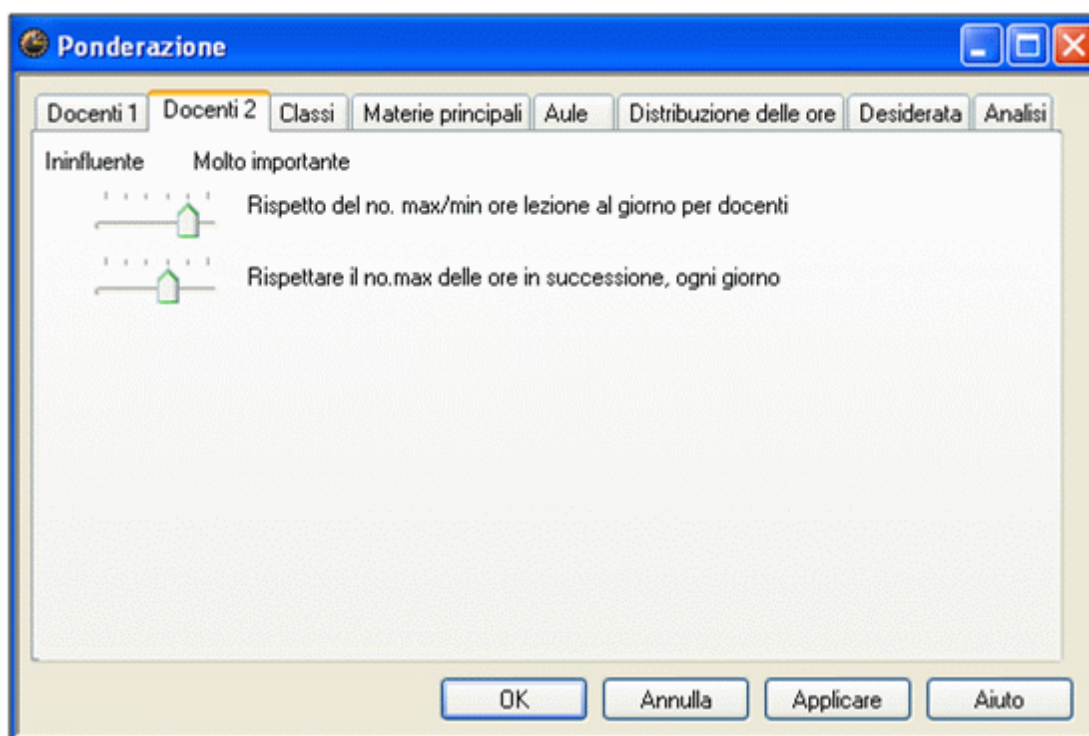 Ponderazione
Docenti 1 Docenti 2 Classi Materie principali Aule Distribuzione delle ore Desiderata Analisi
Ininfluente Molto importante
Rispetto del no. max/min ore lezione al giorno per docenti
Rispettare il no.max delle ore in successione, ogni giorno
OK Annulla Applicare Aiuto